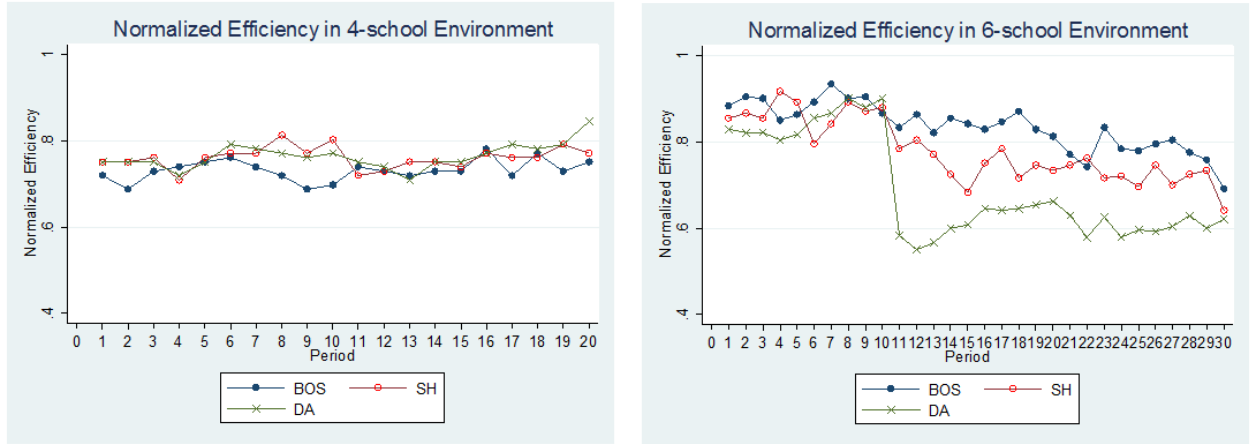 Normalized Efficiency in 4-school Environment
Normalized Efficiency
1
.8
.6
.4
0 1 2 3 4 5 6 7 8 9 10 11 12 13 14 15 16 17 18 19 20
Period
BOS SH
DA
Normalized Efficiency in 6-school Environment
Normalized Efficiency
1
.8
.6
.4
0 1 2 3 4 5 6 7 8 9 10 11 12 13 14 15 16 17 18 19 20 21 22 23 24 25 26 27 28 29 30
Period
BOS SH
DA